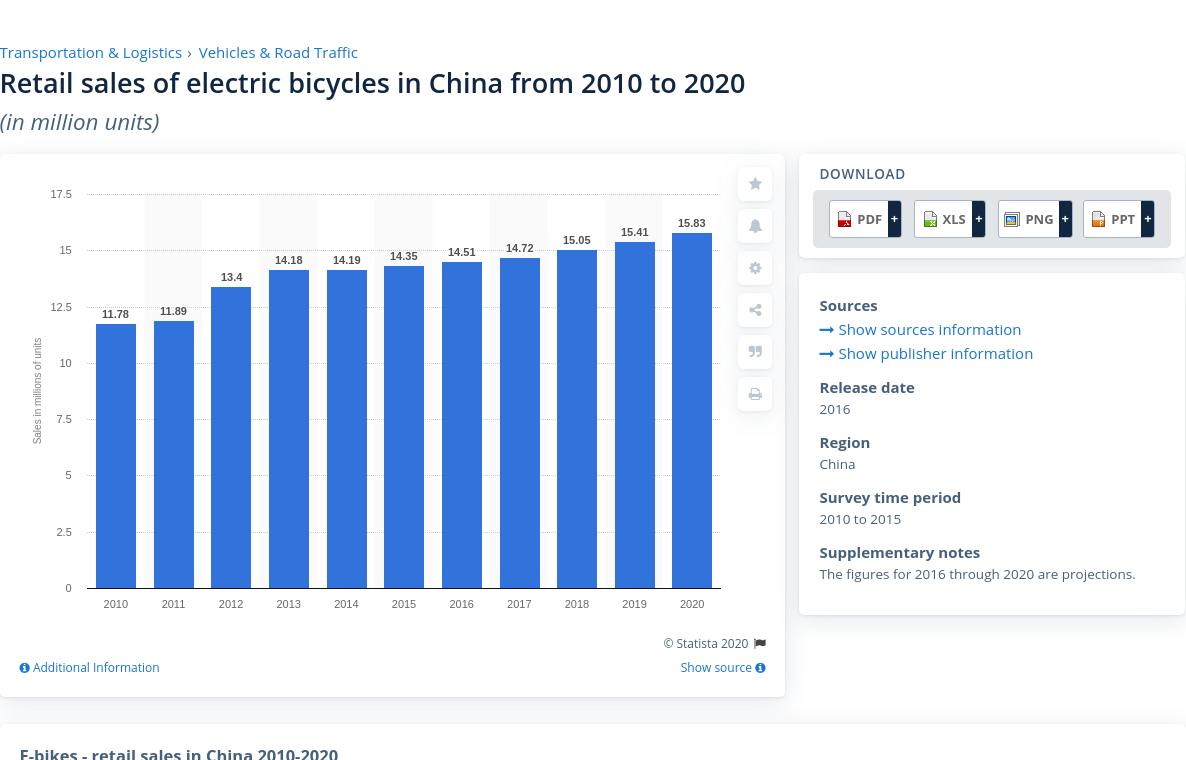 Transportation & Logistics › Vehicles & Road Traffic
Retail sales of electric bicycles in China from 2010 to 2020
(in million units)
17.5
15
12.5
10
7.5
5
2.5
0
Sales in millions of units
11.78
11.89
13.4
14.18
14.19
14.35
14.51
14.72
15.05
15.41
15.83
2010 2011 2012 2013 2014 2015 2016 2017 2018 2019 2020
© Statista 2020
Additional Information
Show source
DOWNLOAD
PDF + XLS + PNG + PPT +
Sources
Show sources information
Show publisher information
Release date
2016
Region
China
Survey time period
2010 to 2015
Supplementary notes
The figures for 2016 through 2020 are projections.
E-bikes - retail sales in China 2010-2020